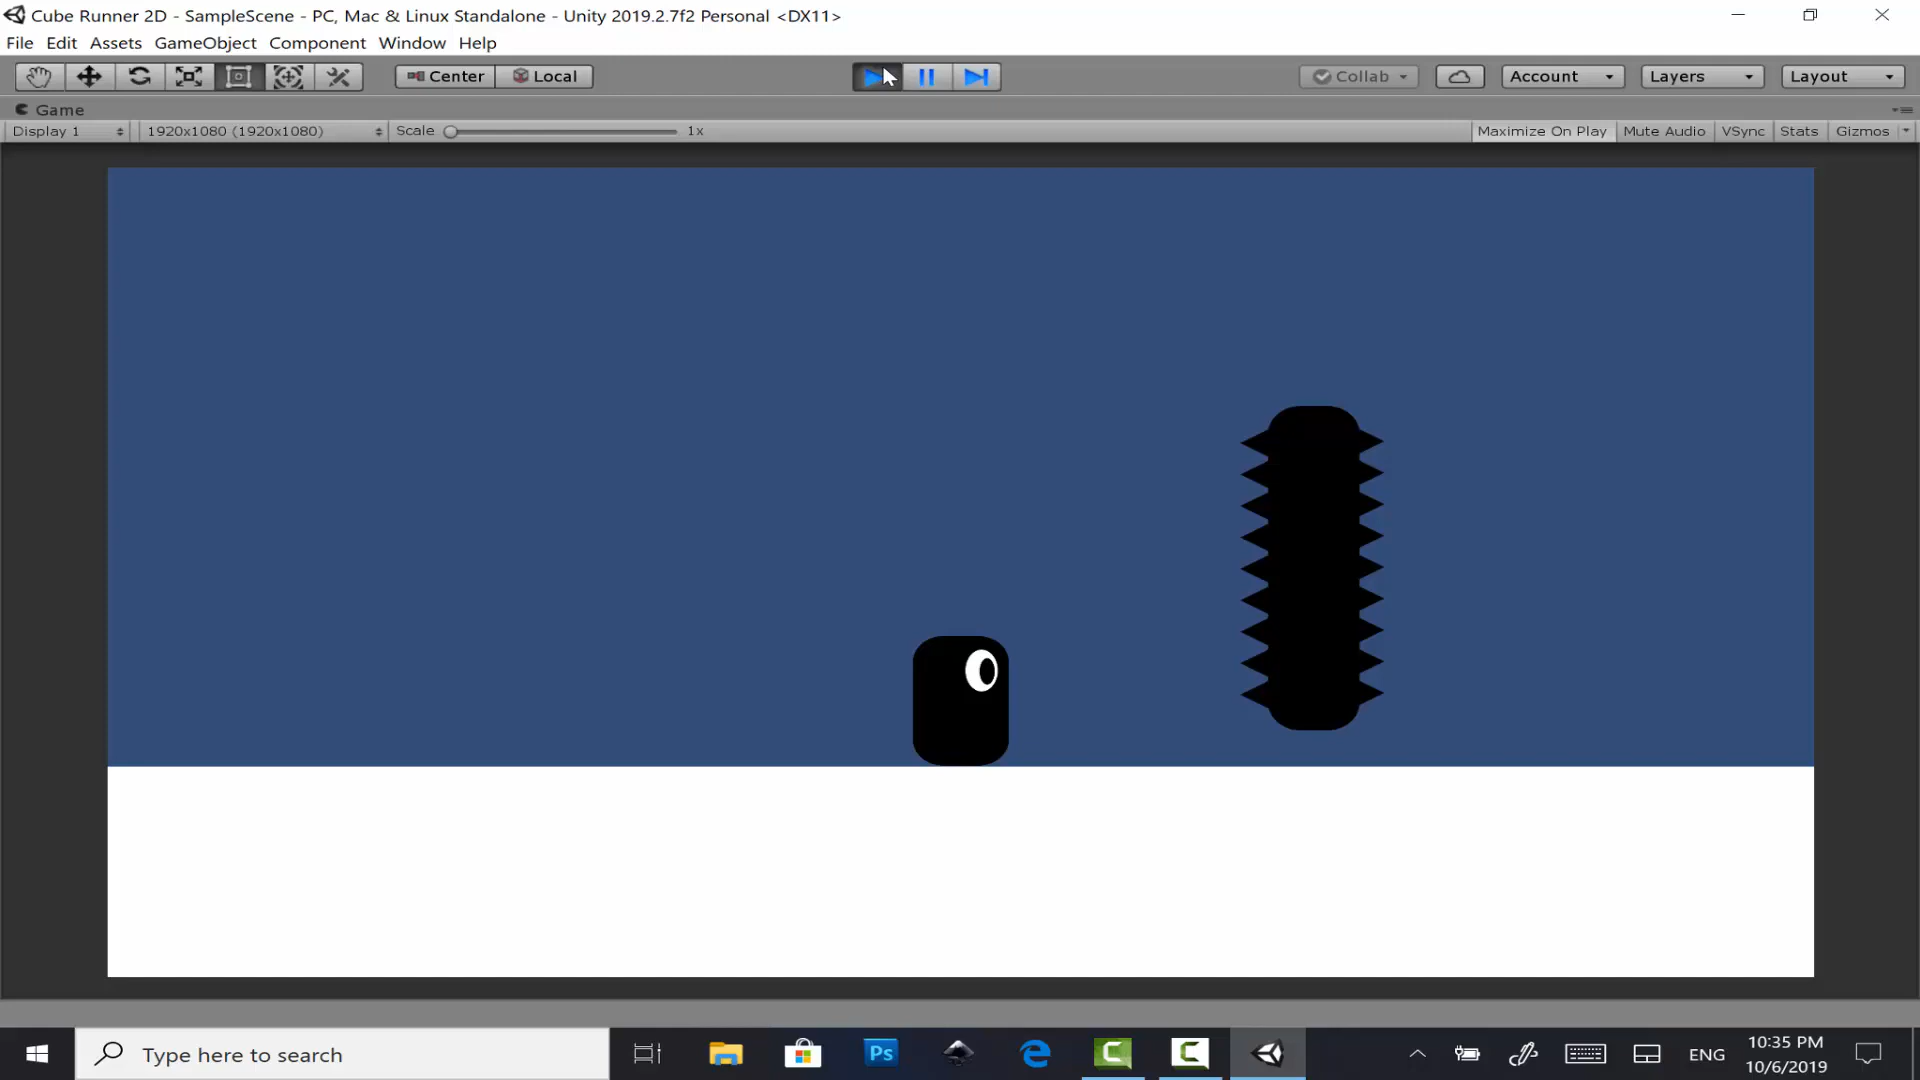 Cube Runner 2D - SampleScene - PC, Mac & Linux Standalone - Unity 2019.2.7f2 Personal <DX11>
File Edit Assets GameObject Component Window Help
Center Local Collab Account Layers Layout
Game
Display 1 1920x1080 (1920x1080) Scale 1x Maximize On Play Mute Audio VSync Stats Gizmos
Type here to search Ps ENG 10:35 PM
10/6/2019